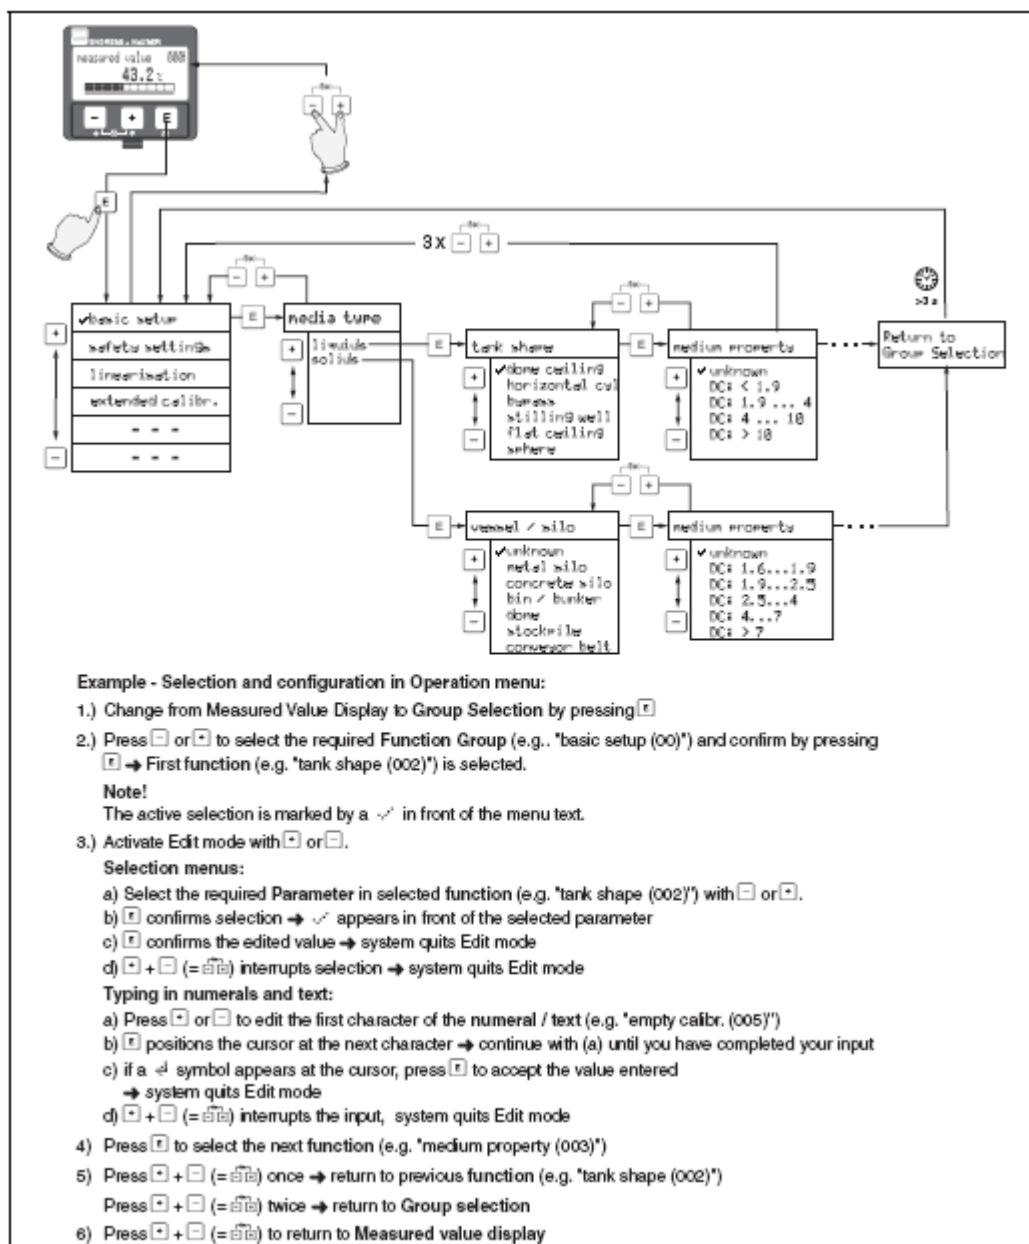 ENDRESS + HAUSER
measured value 000
43.2 %
- + E
Esc
- +
E
Esc
3 x - +
>3 s
Esc
- +
Esc
- +
✓basic setup
E
media type
safety settings
linearisation
extended calibr.
- - -
- - -
+
-
liquids
solids
+
-
E
tank shape
E
medium property
Return to
Group Selection
✓dome ceiling
horizontal cyl
bypass
stilling well
flat ceiling
sphere
+
-
✓ unknown
DC: < 1.9
DC: 1.9 ... 4
DC: 4 ... 10
DC: > 10
+
-
Esc
- +
E
vessel / silo
E
medium property
✓unknown
metal silo
concrete silo
bin / bunker
dome
stockpile
conveyor belt
+
-
✓ unknown
DC: 1.6...1.9
DC: 1.9...2.5
DC: 2.5...4
DC: 4...7
DC: > 7
+
-
Example - Selection and configuration in Operation menu:
1.) Change from Measured Value Display to Group Selection by pressing E
2.) Press - or + to select the required Function Group (e.g.. "basic setup (00)") and confirm by pressing
E ➔ First function (e.g. "tank shape (002)") is selected.
Note!
The active selection is marked by a ✓ in front of the menu text.
3.) Activate Edit mode with + or -.
Selection menus:
a) Select the required Parameter in selected function (e.g. "tank shape (002)") with - or +.
b) E confirms selection ➔ ✓ appears in front of the selected parameter
c) E confirms the edited value ➔ system quits Edit mode
d) + + - (= - +) interrupts selection ➔ system quits Edit mode
Typing in numerals and text:
a) Press + or - to edit the first character of the numeral / text (e.g. "empty calibr. (005)")
b) E positions the cursor at the next character ➔ continue with (a) until you have completed your input
c) if a ↵ symbol appears at the cursor, press E to accept the value entered
➔ system quits Edit mode
d) + + - (= - +) interrupts the input, system quits Edit mode
4) Press E to select the next function (e.g. "medium property (003)")
5) Press + + - (= - +) once ➔ return to previous function (e.g. "tank shape (002)")
Press + + - (= - +) twice ➔ return to Group selection
6) Press + + - (= - +) to return to Measured value display